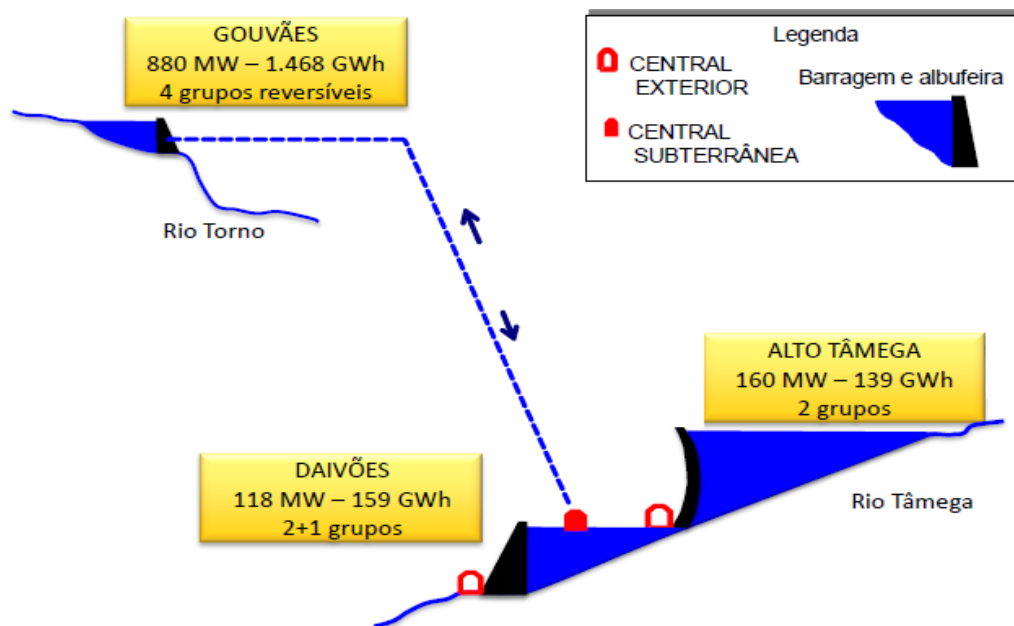 GOUVÃES
880 MW – 1.468 GWh
4 grupos reversíveis
Legenda
CENTRAL
EXTERIOR
Barragem e albufeira
CENTRAL
SUBTERRÂNEA
Rio Torno
ALTO TÂMEGA
160 MW – 139 GWh
2 grupos
DAIVÕES
118 MW – 159 GWh
2+1 grupos
Rio Tâmega